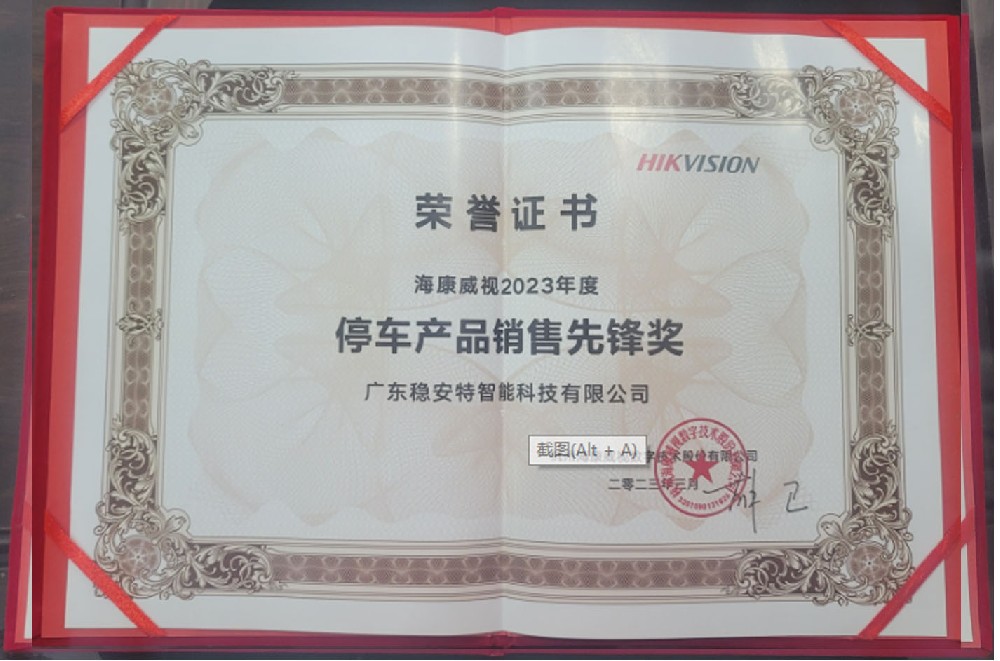 HIKVISION
荣誉证书
海康威视2023年度
停车产品销售先锋奖
广东稳安特智能科技有限公司
截图(Alt + A)
数字技术股份有限公司
二零二三年三月